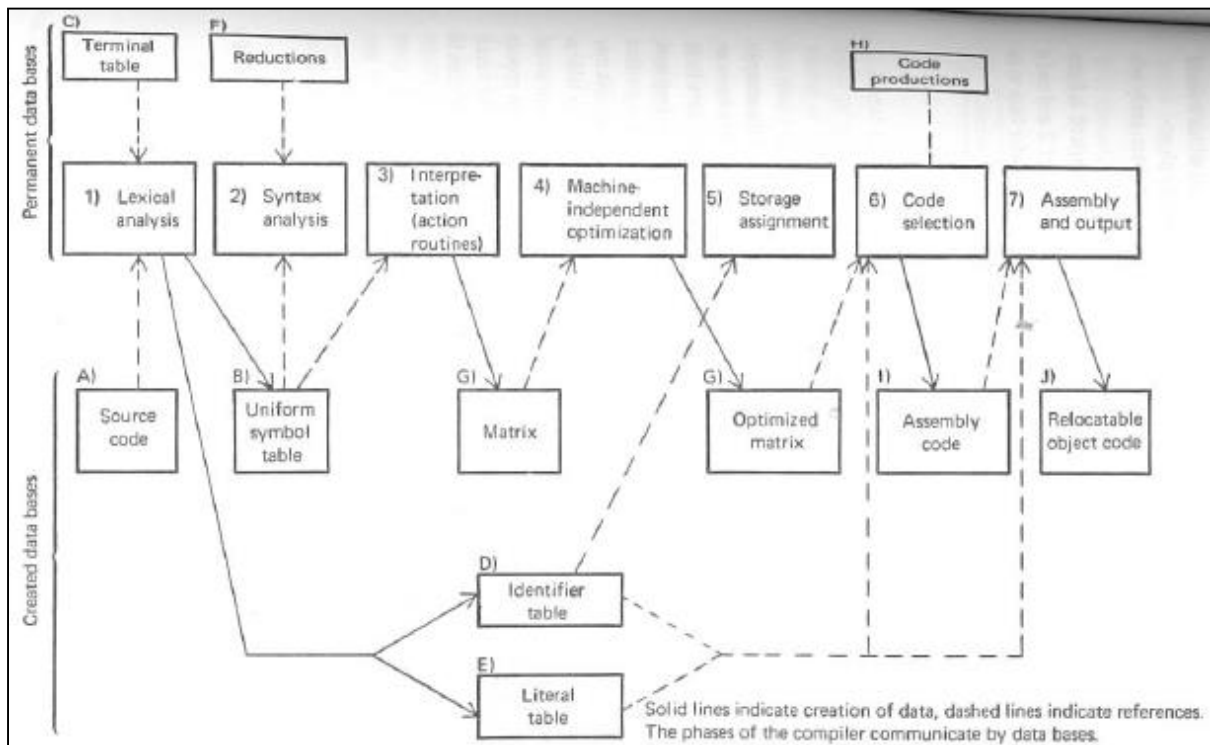 C)
Terminal
table
F)
Reductions
H)
Code
productions
Permanent data bases
1) Lexical
analysis
2) Syntax
analysis
3) Interpre-
tation
(action
routines)
4) Machine-
independent
optimization
5) Storage
assignment
6) Code
selection
7) Assembly
and output
A)
Source
code
B)
Uniform
symbol
table
G)
Matrix
G)
Optimized
matrix
I)
Assembly
code
J)
Relocatable
object code
Created data bases
D)
Identifier
table
E)
Literal
table
Solid lines indicate creation of data, dashed lines indicate references.
The phases of the compiler communicate by data bases.